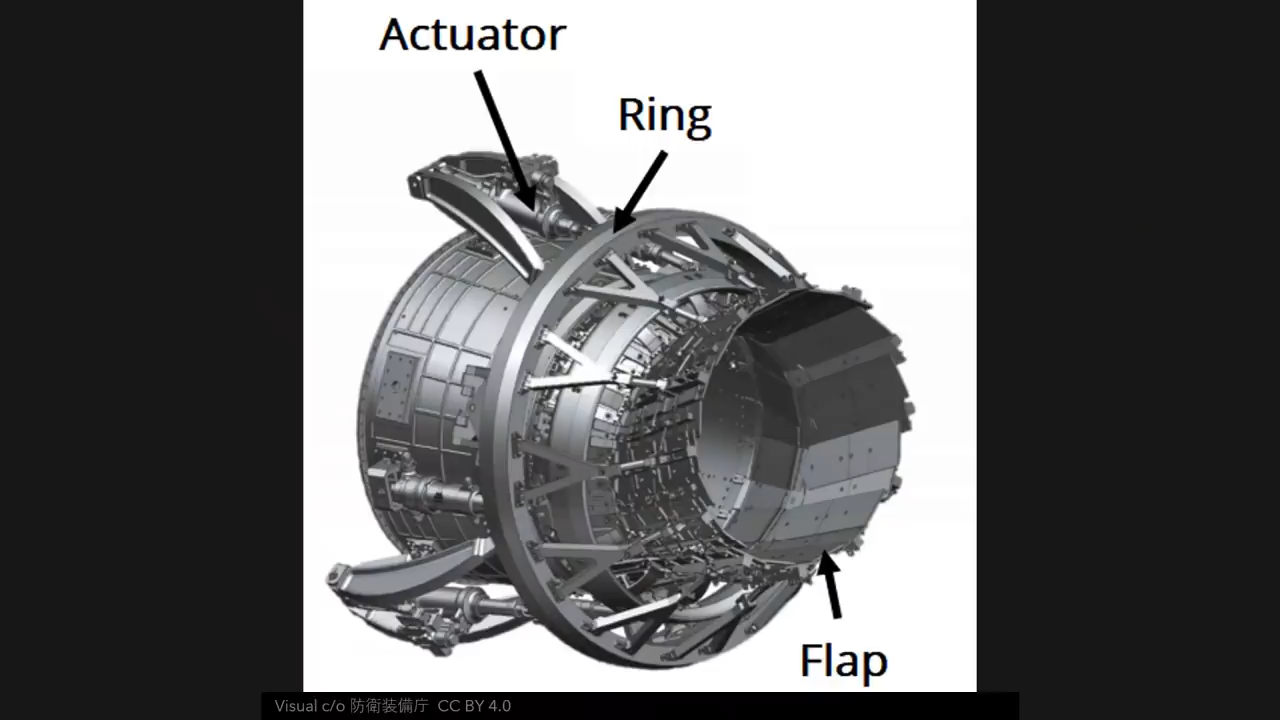 Actuator
Ring
Flap
Visual c/o 防衛装備庁 CC BY 4.0